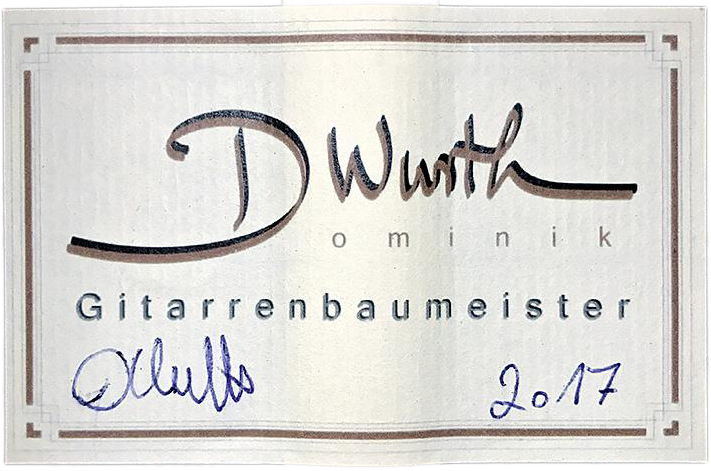 D Wurth
ominik
Gitarrenbaumeister
2017